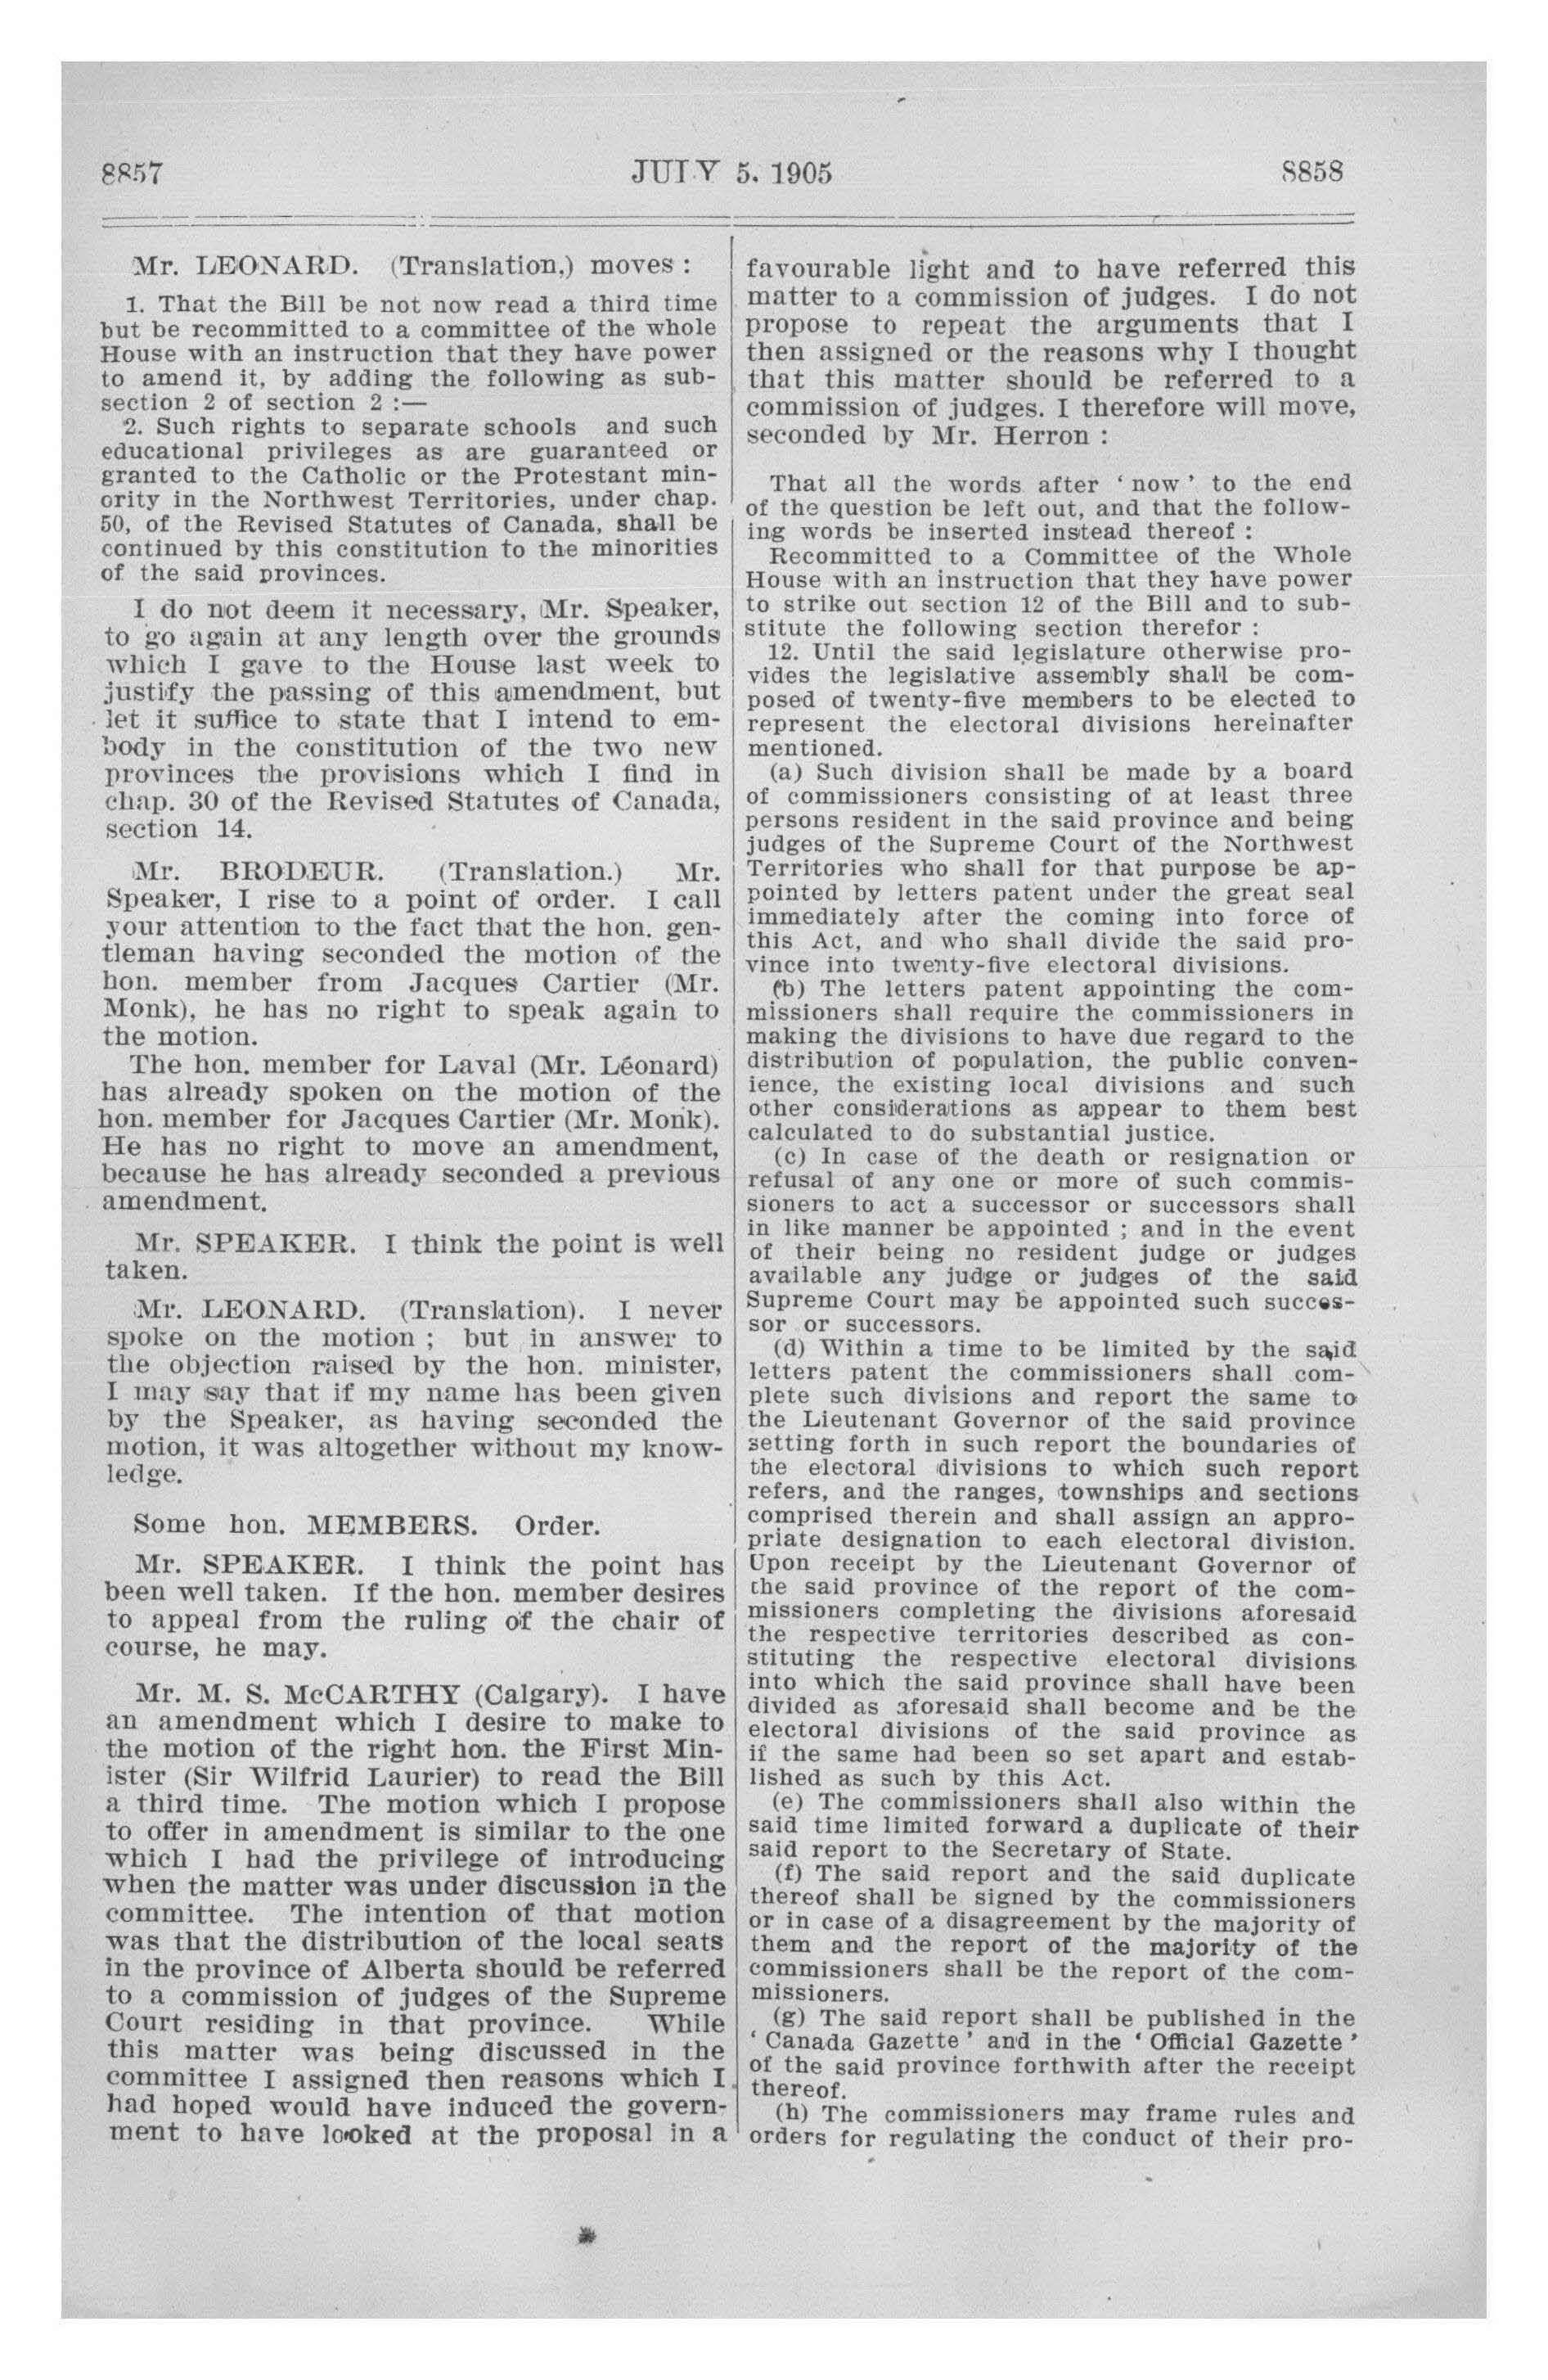 8857
JULY 5, 1905
8858
Mr. LEONARD. (Translation,) moves :
1. That the Bill be not now read a third time
but be recommitted to a committee of the whole
House with an instruction that they have power
to amend it, by adding the following as sub-
section 2 of section 2 :—
2. Such rights to separate schools and such
educational privileges as are guaranteed or
granted to the Catholic or the Protestant min-
ority in the Northwest Territories, under chap.
50, of the Revised Statutes of Canada, shall be
continued by this constitution to the minorities
of the said provinces.
I do not deem it necessary, Mr. Speaker,
to go again at any length over the grounds
which I gave to the House last week to
justify the passing of this amendment, but
let it suffice to state that I intend to em-
body in the constitution of the two new
provinces the provisions which I find in
chap. 30 of the Revised Statutes of Canada,
section 14.
Mr. BRODEUR. (Translation.) Mr.
Speaker, I rise to a point of order. I call
your attention to the fact that the hon. gen-
tleman having seconded the motion of the
hon. member from Jacques Cartier (Mr.
Monk), he has no right to speak again to
the motion.
The hon. member for Laval (Mr. Léonard)
has already spoken on the motion of the
hon. member for Jacques Cartier (Mr. Monk).
He has no right to move an amendment,
because he has already seconded a previous
amendment.
Mr. SPEAKER. I think the point is well
taken.
Mr. LEONARD. (Translation). I never
spoke on the motion ; but in answer to
the objection raised by the hon. minister,
I may say that if my name has been given
by the Speaker, as having seconded the
motion, it was altogether without my know-
ledge.
Some hon. MEMBERS. Order.
Mr. SPEAKER. I think the point has
been well taken. If the hon. member desires
to appeal from the ruling of the chair of
course, he may.
Mr. M. S. McCARTHY (Calgary). I have
an amendment which I desire to make to
the motion of the right hon. the First Min-
ister (Sir Wilfrid Laurier) to read the Bill
a third time. The motion which I propose
to offer in amendment is similar to the one
which I had the privilege of introducing
when the matter was under discussion in the
committee. The intention of that motion
was that the distribution of the local seats
in the province of Alberta should be referred
to a commission of judges of the Supreme
Court residing in that province. While
this matter was being discussed in the
committee I assigned then reasons which I
had hoped would have induced the govern-
ment to have looked at the proposal in a
favourable light and to have referred this
matter to a commission of judges. I do not
propose to repeat the arguments that I
then assigned or the reasons why I thought
that this matter should be referred to a
commission of judges. I therefore will move,
seconded by Mr. Herron :
That all the words after ‘ now ’ to the end
of the question be left out, and that the follow-
ing words be inserted instead thereof :
Recommitted to a Committee of the Whole
House with an instruction that they have power
to strike out section 12 of the Bill and to sub-
stitute the following section therefor :
12. Until the said legislature otherwise pro-
vides the legislative assembly shall be com-
posed of twenty-five members to be elected to
represent the electoral divisions hereinafter
mentioned.
(a) Such division shall be made by a board
of commissioners consisting of at least three
persons resident in the said province and being
judges of the Supreme Court of the Northwest
Territories who shall for that purpose be ap-
pointed by letters patent under the great seal
immediately after the coming into force of
this Act, and who shall divide the said pro-
vince into twenty-five electoral divisions.
(b) The letters patent appointing the com-
missioners shall require the commissioners in
making the divisions to have due regard to the
distribution of population, the public conven-
ience, the existing local divisions and such
other considerations as appear to them best
calculated to do substantial justice.
(c) In case of the death or resignation or
refusal of any one or more of such commis-
sioners to act a successor or successors shall
in like manner be appointed ; and in the event
of their being no resident judge or judges
available any judge or judges of the said
Supreme Court may be appointed such succes-
sor or successors.
(d) Within a time to be limited by the said
letters patent the commissioners shall com-
plete such divisions and report the same to
the Lieutenant Governor of the said province
setting forth in such report the boundaries of
the electoral divisions to which such report
refers, and the ranges, townships and sections
comprised therein and shall assign an appro-
priate designation to each electoral division.
Upon receipt by the Lieutenant Governor of
the said province of the report of the com-
missioners completing the divisions aforesaid
the respective territories described as con-
stituting the respective electoral divisions
into which the said province shall have been
divided as aforesaid shall become and be the
electoral divisions of the said province as
if the same had been so set apart and estab-
lished as such by this Act.
(e) The commissioners shall also within the
said time limited forward a duplicate of their
said report to the Secretary of State.
(f) The said report and the said duplicate
thereof shall be signed by the commissioners
or in case of a disagreement by the majority of
them and the report of the majority of the
commissioners shall be the report of the com-
missioners.
(g) The said report shall be published in the
‘ Canada Gazette ’ and in the ‘ Official Gazette ’
of the said province forthwith after the receipt
thereof.
(h) The commissioners may frame rules and
orders for regulating the conduct of their pro-